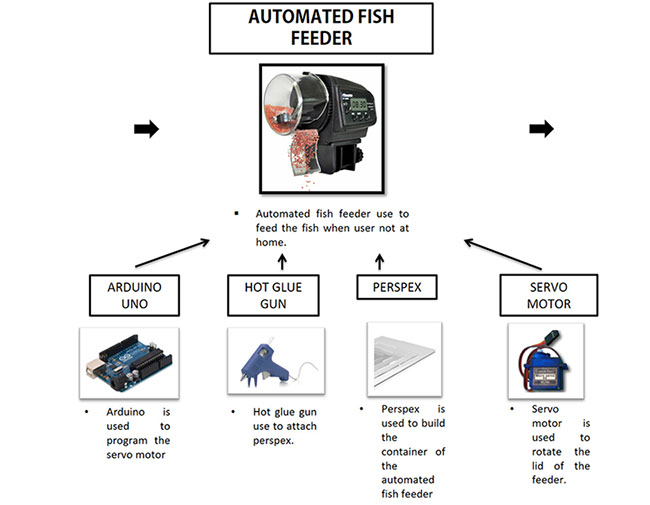 AUTOMATED FISH
FEEDER
08:30
▪ Automated fish feeder use to
feed the fish when user not at
home.
ARDUINO
UNO
HOT GLUE
GUN
PERSPEX
SERVO
MOTOR
• Arduino is
used to
program the
servo motor
• Hot glue gun
use to attach
perspex.
• Perspex is
used to build
the
container of
the
automated
fish feeder
• Servo
motor is
used to
rotate the
lid of the
feeder.